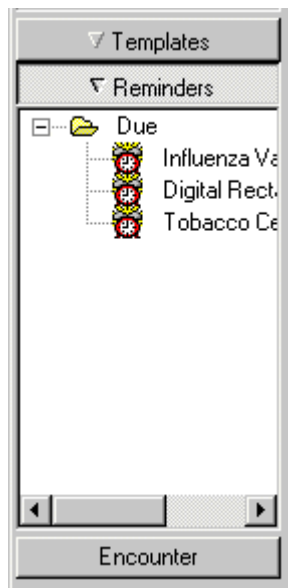 Templates
Reminders
Due
Influenza Va
Digital Rect
Tobacco Ce
Encounter